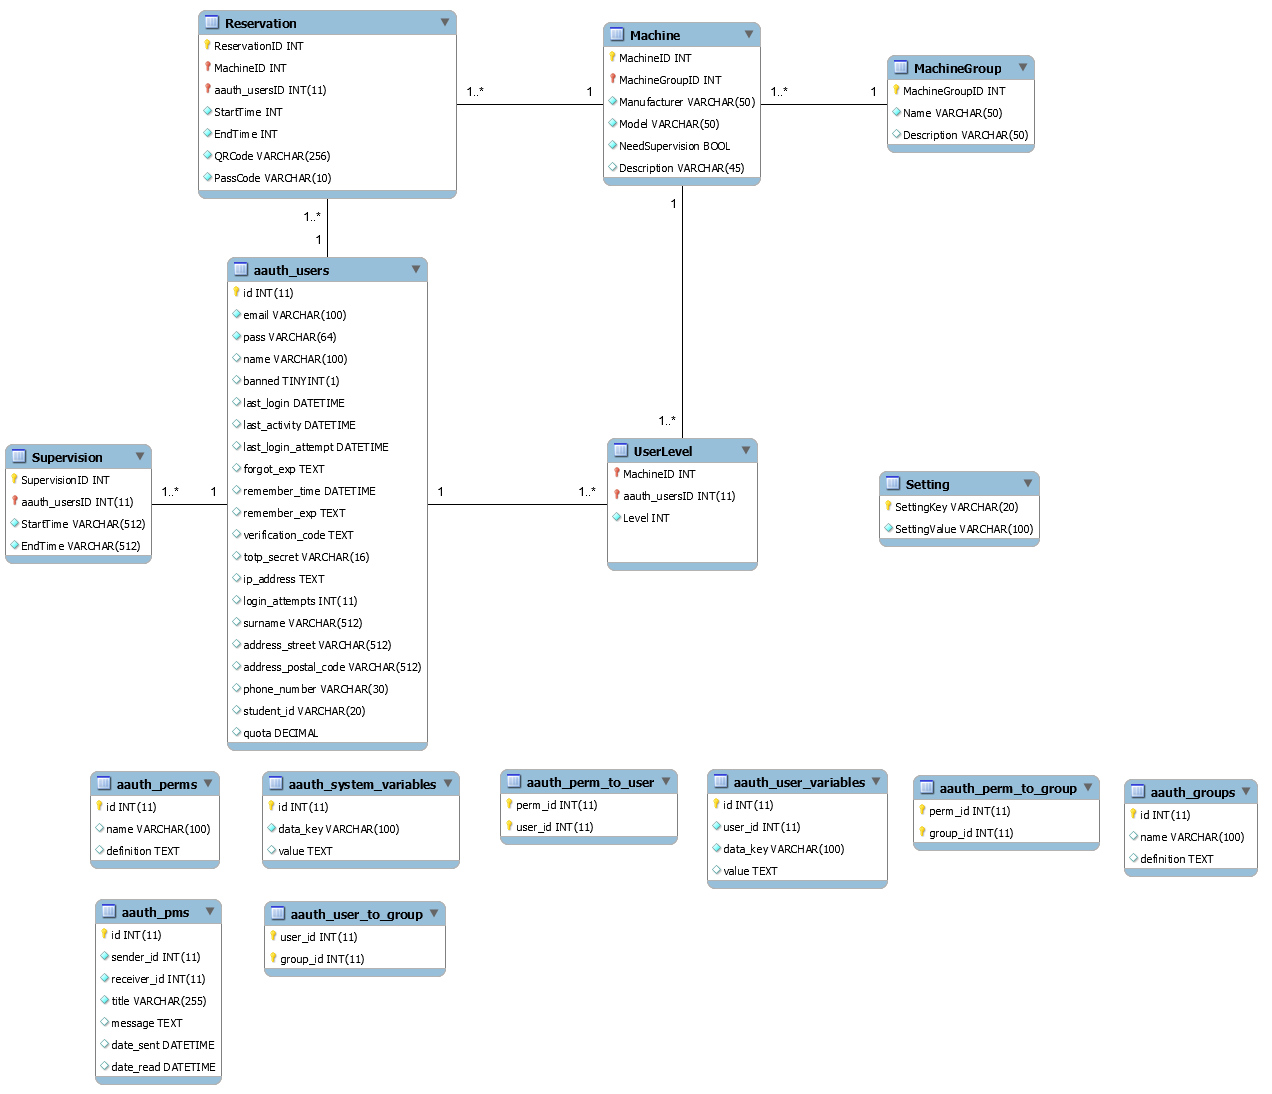 Reservation
ReservationID INT
MachineID INT
aauth_usersID INT(11)
StartTime INT
EndTime INT
QRCode VARCHAR(256)
PassCode VARCHAR(10)
1..*
1
Machine
MachineID INT
MachineGroupID INT
Manufacturer VARCHAR(50)
Model VARCHAR(50)
NeedSupervision BOOL
Description VARCHAR(45)
1..*
1
MachineGroup
MachineGroupID INT
Name VARCHAR(50)
Description VARCHAR(50)
1..*
1
1
1..*
aauth_users
id INT(11)
email VARCHAR(100)
pass VARCHAR(64)
name VARCHAR(100)
banned TINYINT(1)
last_login DATETIME
last_activity DATETIME
last_login_attempt DATETIME
forgot_exp TEXT
remember_time DATETIME
remember_exp TEXT
verification_code TEXT
totp_secret VARCHAR(16)
ip_address TEXT
login_attempts INT(11)
surname VARCHAR(512)
address_street VARCHAR(512)
address_postal_code VARCHAR(512)
phone_number VARCHAR(30)
student_id VARCHAR(20)
quota DECIMAL
Supervision
SupervisionID INT
aauth_usersID INT(11)
StartTime VARCHAR(512)
EndTime VARCHAR(512)
1..*
1
1
1..*
UserLevel
MachineID INT
aauth_usersID INT(11)
Level INT
Setting
SettingKey VARCHAR(20)
SettingValue VARCHAR(100)
aauth_perms
id INT(11)
name VARCHAR(100)
definition TEXT
aauth_system_variables
id INT(11)
data_key VARCHAR(100)
value TEXT
aauth_perm_to_user
perm_id INT(11)
user_id INT(11)
aauth_user_variables
id INT(11)
user_id INT(11)
data_key VARCHAR(100)
value TEXT
aauth_perm_to_group
perm_id INT(11)
group_id INT(11)
aauth_groups
id INT(11)
name VARCHAR(100)
definition TEXT
aauth_pms
id INT(11)
sender_id INT(11)
receiver_id INT(11)
title VARCHAR(255)
message TEXT
date_sent DATETIME
date_read DATETIME
aauth_user_to_group
user_id INT(11)
group_id INT(11)